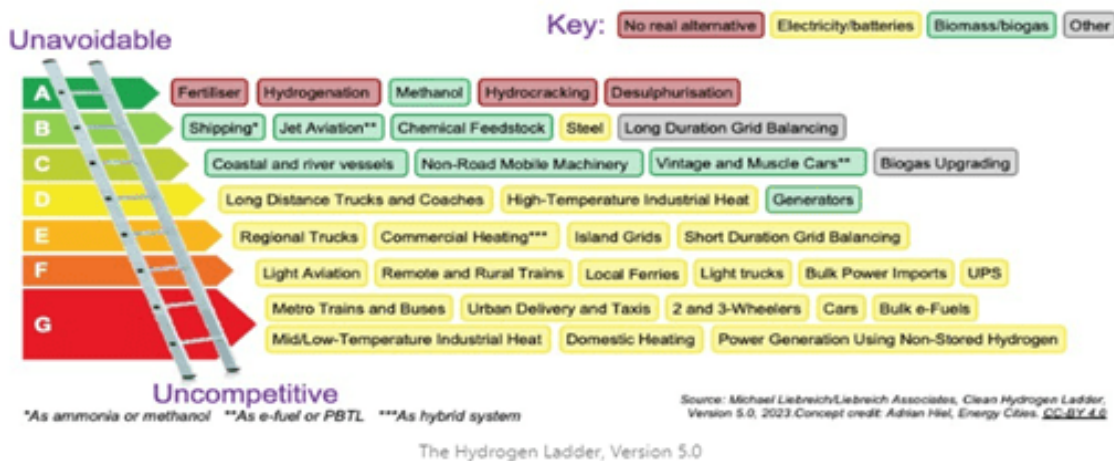 Key: No real alternative Electricity/batteries Biomass/biogas Other
Unavoidable
A Fertiliser Hydrogenation Methanol Hydrocracking Desulphurisation
B Shipping* Jet Aviation** Chemical Feedstock Steel Long Duration Grid Balancing
C Coastal and river vessels Non-Road Mobile Machinery Vintage and Muscle Cars** Biogas Upgrading
D Long Distance Trucks and Coaches High-Temperature Industrial Heat Generators
E Regional Trucks Commercial Heating*** Island Grids Short Duration Grid Balancing
F Light Aviation Remote and Rural Trains Local Ferries Light trucks Bulk Power Imports UPS
G Metro Trains and Buses Urban Delivery and Taxis 2 and 3-Wheelers Cars Bulk e-Fuels
Mid/Low-Temperature Industrial Heat Domestic Heating Power Generation Using Non-Stored Hydrogen
Uncompetitive
*As ammonia or methanol **As e-fuel or PBTL ***As hybrid system
Source: Michael Liebreich/Liebreich Associates, Clean Hydrogen Ladder,
Version 5.0, 2023.Concept credit: Adrian Hiel, Energy Cities. CC-BY 4.0
The Hydrogen Ladder, Version 5.0